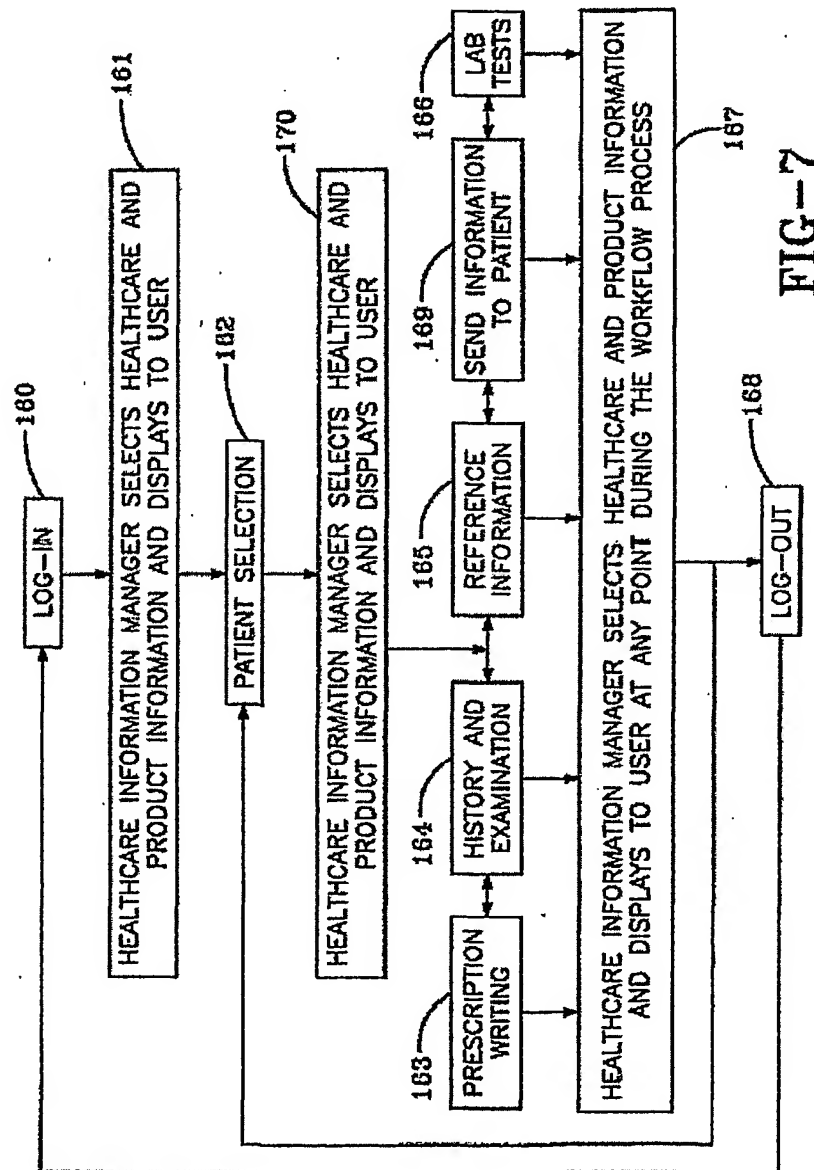 160
LOG-IN
161
HEALTHCARE INFORMATION MANAGER SELECTS HEALTHCARE AND
PRODUCT INFORMATION AND DISPLAYS TO USER
162
PATIENT SELECTION
170
HEALTHCARE INFORMATION MANAGER SELECTS HEALTHCARE AND
PRODUCT INFORMATION AND DISPLAYS TO USER
163
PRESCRIPTION
WRITING
164
HISTORY AND
EXAMINATION
165
REFERENCE
INFORMATION
169
SEND INFORMATION
TO PATIENT
166
LAB
TESTS
HEALTHCARE INFORMATION MANAGER SELECTS HEALTHCARE AND PRODUCT INFORMATION
AND DISPLAYS TO USER AT ANY POINT DURING THE WORKFLOW PROCESS
167
LOG-OUT
168
FIG-7